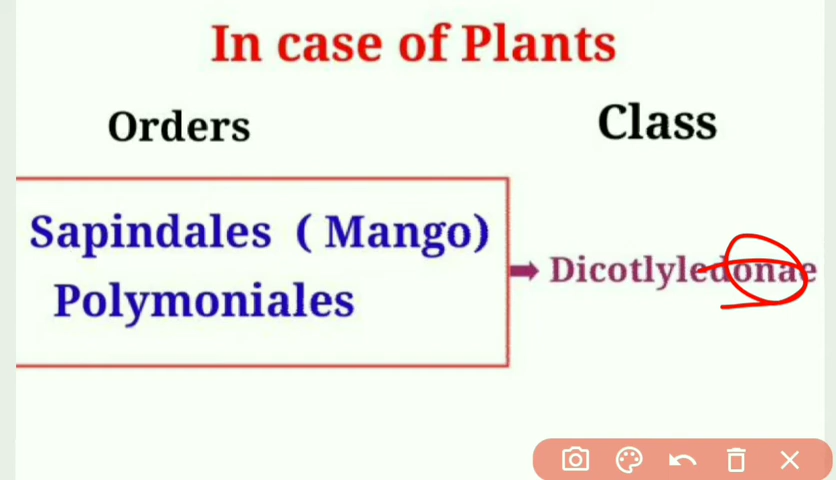 In case of Plants
Orders
Class
Sapindales ( Mango)
Polymoniales
➡ Dicotlyledonae